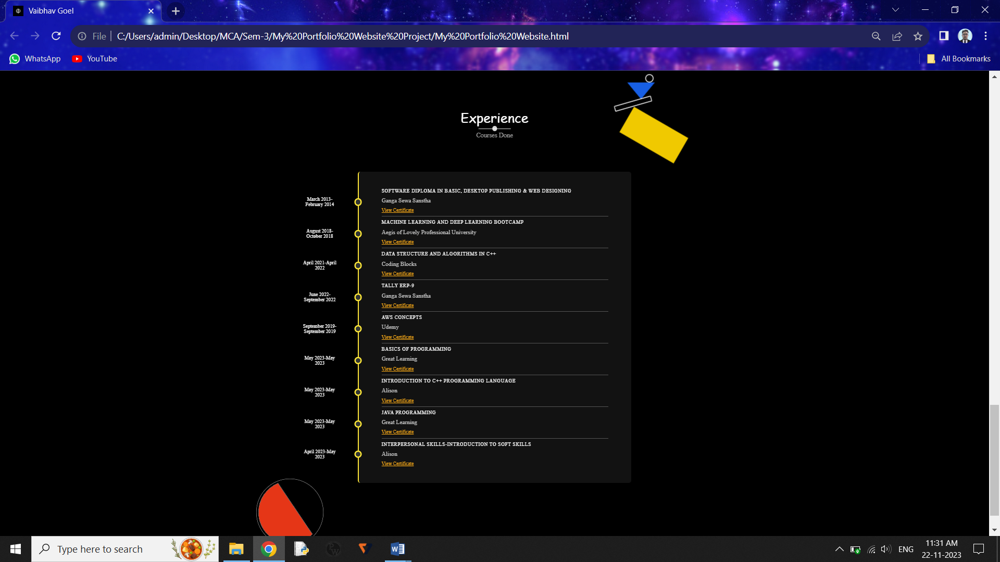 Vaibhav Goel
File
C:/Users/admin/Desktop/MCA/Sem-3/My%20Portfolio%20Website%20Project/My%20Portfolio%20Website.html
WhatsApp
YouTube
All Bookmarks
Experience
Courses Done
March 2013-
February 2014
SOFTWARE DIPLOMA IN BASIC, DESKTOP PUBLISHING & WEB DESIGNING
Ganga Sewa Sanstha
View Certificate
August 2018-
October 2018
MACHINE LEARNING AND DEEP LEARNING BOOTCAMP
Aegis of Lovely Professional University
View Certificate
April 2021-April
2022
DATA STRUCTURE AND ALGORITHMS IN C++
Coding Blocks
View Certificate
June 2022-
September 2022
TALLY ERP-9
Ganga Sewa Sanstha
View Certificate
September 2019-
September 2019
AWS CONCEPTS
Udemy
View Certificate
May 2023-May
2023
BASICS OF PROGRAMMING
Great Learning
View Certificate
May 2023-May
2023
INTRODUCTION TO C++ PROGRAMMING LANGUAGE
Alison
View Certificate
May 2023-May
2023
JAVA PROGRAMMING
Great Learning
View Certificate
April 2023-May
2023
INTERPERSONAL SKILLS-INTRODUCTION TO SOFT SKILLS
Alison
View Certificate
Type here to search
ENG
11:31 AM
22-11-2023